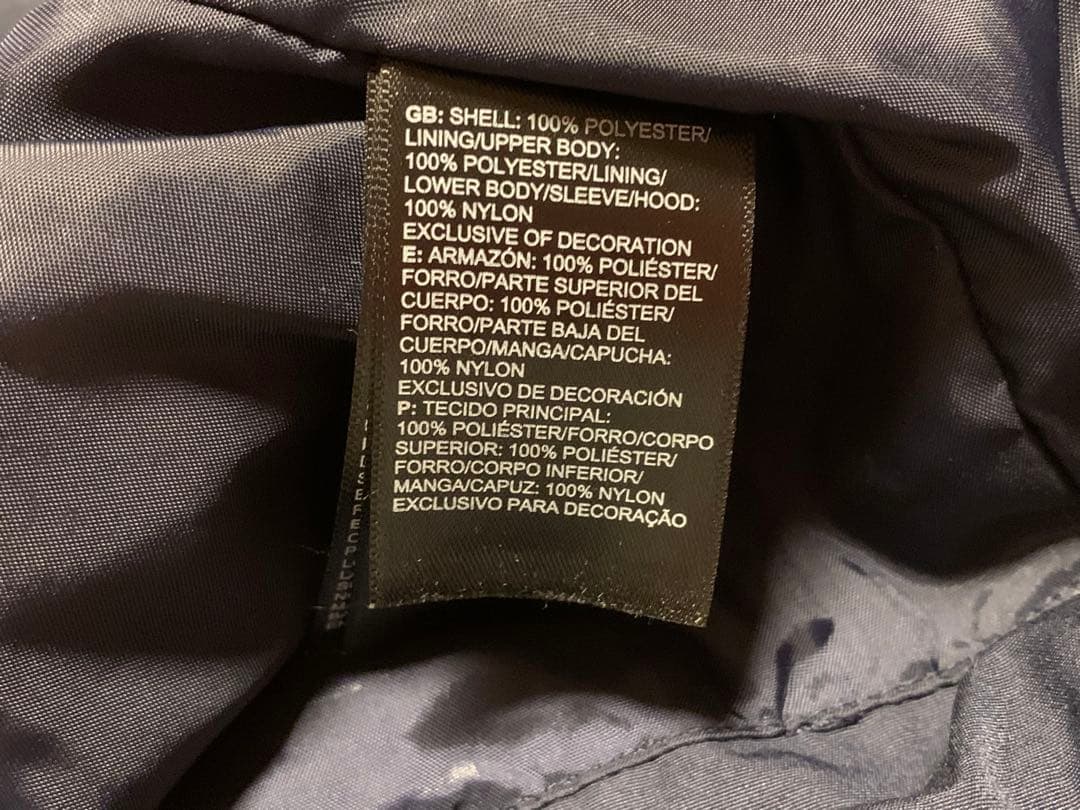 GB: SHELL: 100% POLYESTER/
LINING/UPPER BODY:
100% POLYESTER/LINING/
LOWER BODY/SLEEVE/HOOD:
100% NYLON
EXCLUSIVE OF DECORATION
E: ARMAZÓN: 100% POLIÉSTER/
FORRO/PARTE SUPERIOR DEL
CUERPO: 100% POLIÉSTER/
FORRO/PARTE BAJA DEL
CUERPO/MANGA/CAPUCHA:
100% NYLON
EXCLUSIVO DE DECORACIÓN
P: TECIDO PRINCIPAL:
100% POLIÉSTER/FORRO/CORPO
SUPERIOR: 100% POLIÉSTER/
FORRO/CORPO INFERIOR/
MANGA/CAPUZ: 100% NYLON
EXCLUSIVO PARA DECORAÇÃO